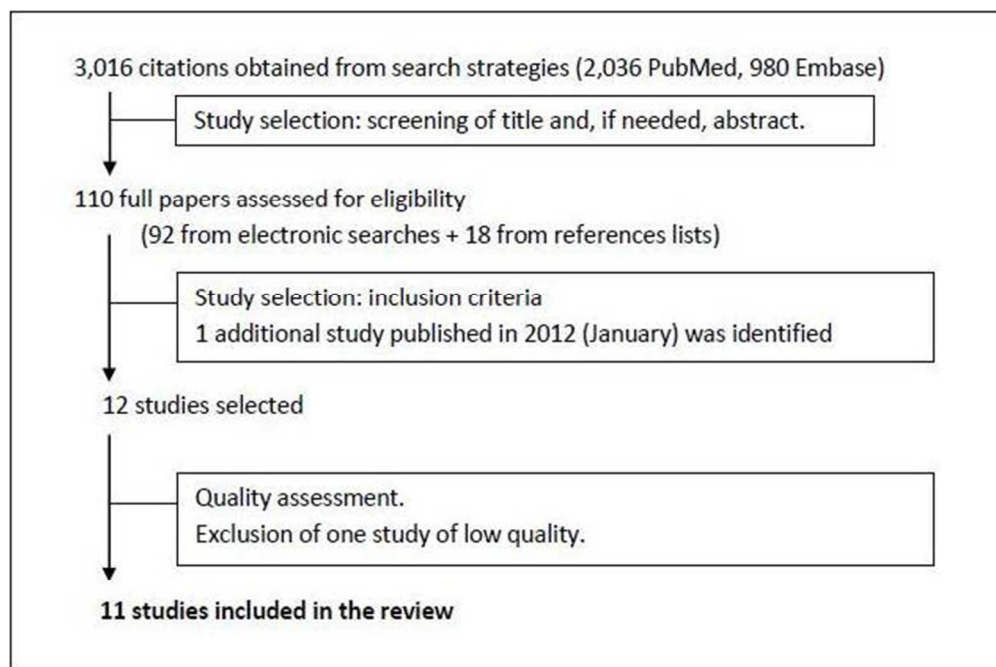 3,016 citations obtained from search strategies (2,036 PubMed, 980 Embase)
Study selection: screening of title and, if needed, abstract.
110 full papers assessed for eligibility
(92 from electronic searches + 18 from references lists)
Study selection: inclusion criteria
1 additional study published in 2012 (January) was identified
12 studies selected
Quality assessment.
Exclusion of one study of low quality.
11 studies included in the review